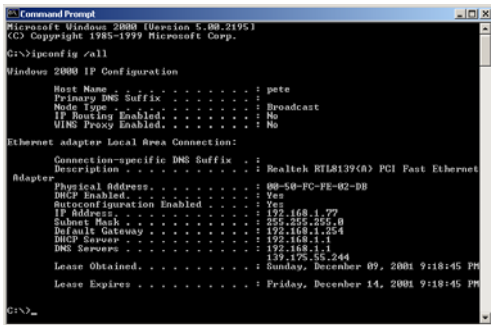 Command Prompt
Microsoft Windows 2000 [Version 5.00.2195]
(C) Copyright 1985-1999 Microsoft Corp.
C:\>ipconfig /all
Windows 2000 IP Configuration
Host Name . . . . . . . . . . . . : pete
Primary DNS Suffix . . . . . . . :
Node Type . . . . . . . . . . . . : Broadcast
IP Routing Enabled. . . . . . . . : No
WINS Proxy Enabled. . . . . . . . : No
Ethernet adapter Local Area Connection:
Connection-specific DNS Suffix . :
Description . . . . . . . . . . . : Realtek RTL8139(A) PCI Fast Ethernet
Adapter
Physical Address. . . . . . . . . : 00-50-FC-FE-02-DB
DHCP Enabled. . . . . . . . . . . : Yes
Autoconfiguration Enabled . . . . : Yes
IP Address. . . . . . . . . . . . : 192.168.1.77
Subnet Mask . . . . . . . . . . . : 255.255.255.0
Default Gateway . . . . . . . . . : 192.168.1.254
DHCP Server . . . . . . . . . . . : 192.168.1.1
DNS Servers . . . . . . . . . . . : 192.168.1.1
139.175.55.244
Lease Obtained. . . . . . . . . . : Sunday, December 09, 2001 9:18:45 PM
Lease Expires . . . . . . . . . . : Friday, December 14, 2001 9:18:45 PM
C:\>_